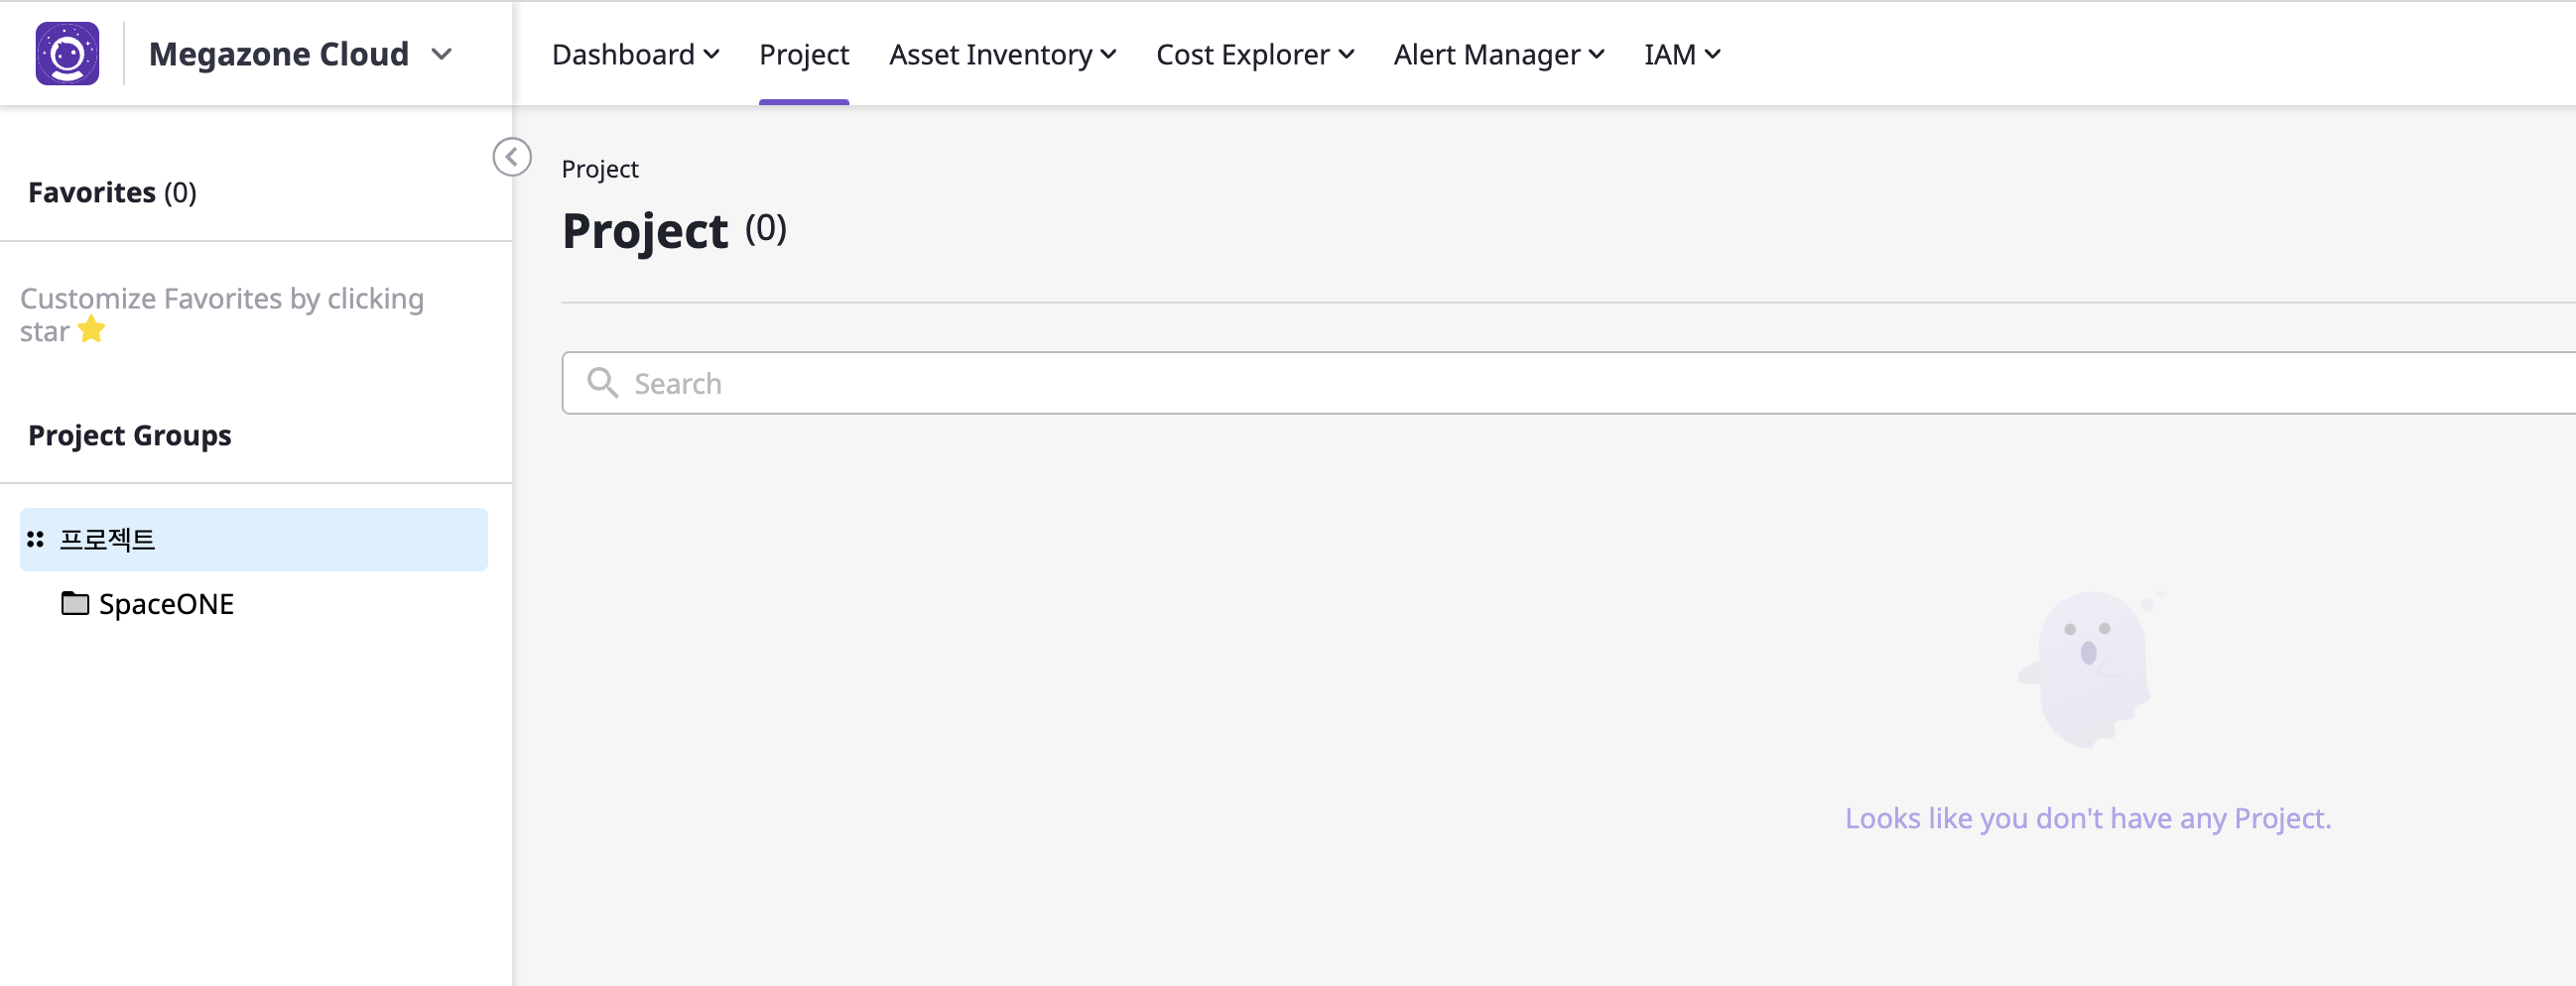 Megazone Cloud
Dashboard Project Asset Inventory Cost Explorer Alert Manager IAM
Favorites (0)
Customize Favorites by clicking
star ⭐
Project Groups
프로젝트
SpaceONE
Project
Project (0)
Search
Looks like you don't have any Project.